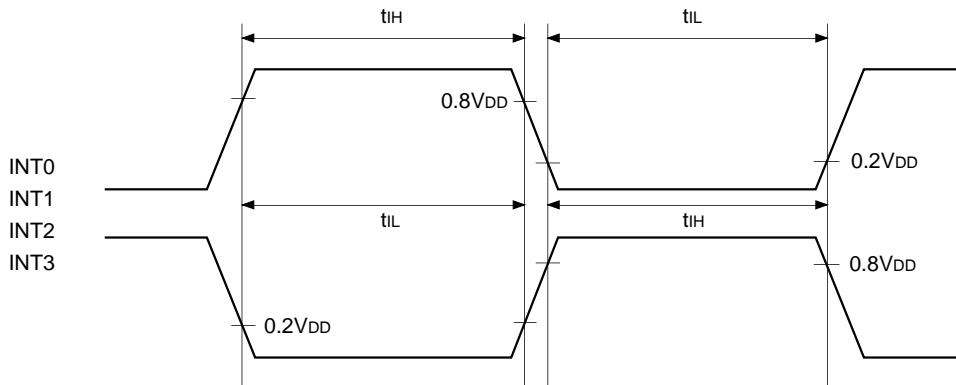 tIH
tIL
0.8VDD
INT0
0.2VDD
INT1
tIL
tIH
INT2
INT3
0.8VDD
0.2VDD